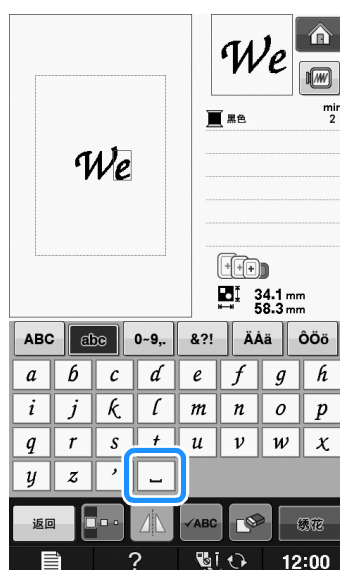 We
min
黑色 2
We
34.1 mm
58.3 mm
ABC abc 0~9,. &?! ÄÅä ÔÖö
a b c d e f g h
i j k l m n o p
q r s t u v w x
y z ’ ␣
返回 ✓ABC 绣花
? 12:00